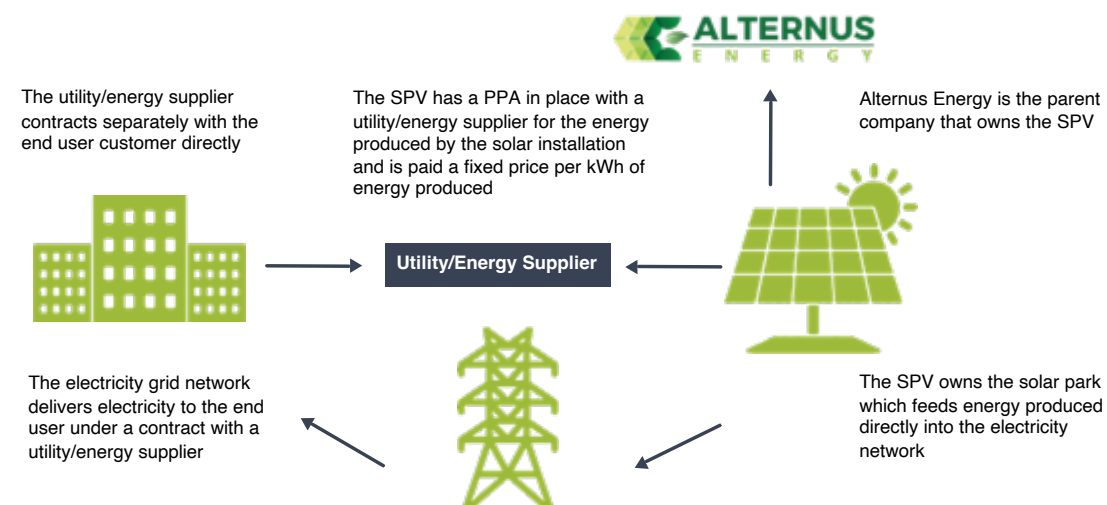 ALTERNUS
ENERGY
The utility/energy supplier
contracts separately with the
end user customer directly
The SPV has a PPA in place with a
utility/energy supplier for the energy
produced by the solar installation
and is paid a fixed price per kWh of
energy produced
Alternus Energy is the parent
company that owns the SPV
Utility/Energy Supplier
The electricity grid network
delivers electricity to the end
user under a contract with a
utility/energy supplier
The SPV owns the solar park
which feeds energy produced
directly into the electricity
network